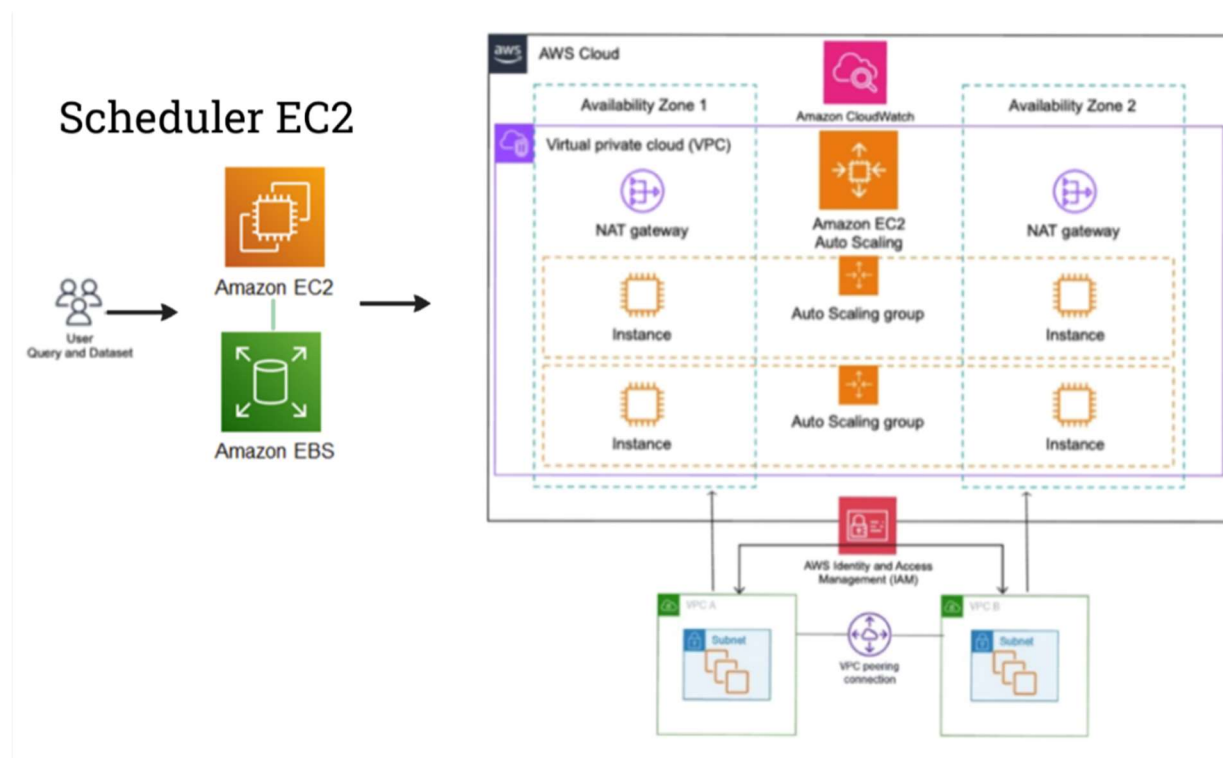 Scheduler EC2
Amazon EC2
User
Query and Dataset
Amazon EBS
aws
AWS Cloud
Availability Zone 1
Amazon CloudWatch
Availability Zone 2
Virtual private cloud (VPC)
NAT gateway
Amazon EC2
Auto Scaling
NAT gateway
Instance
Auto Scaling group
Instance
Instance
Auto Scaling group
Instance
AWS Identity and Access
Management (IAM)
VPC A
Subnet
VPC peering
connection
VPC B
Subnet